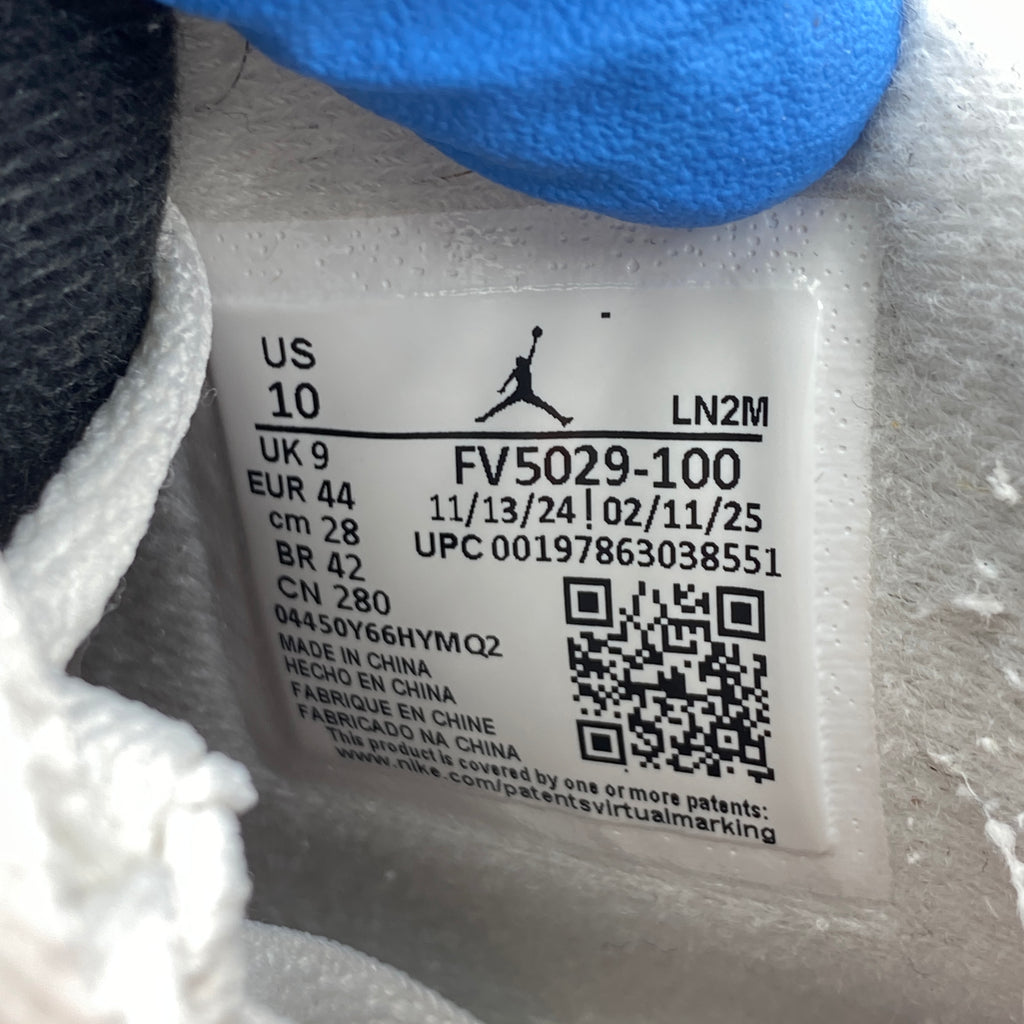 US
10
LN2M
UK 9
EUR 44
cm 28
BR 42
CN 280
FV5029-100
11/13/24 | 02/11/25
UPC 00197863038551
04450Y66HYMQ2
MADE IN CHINA
HECHO EN CHINA
FABRIQUE EN CHINE
FABRICADO NA CHINA
This product is covered by one or more patents:
www.nike.com/patentsvirtualmarking